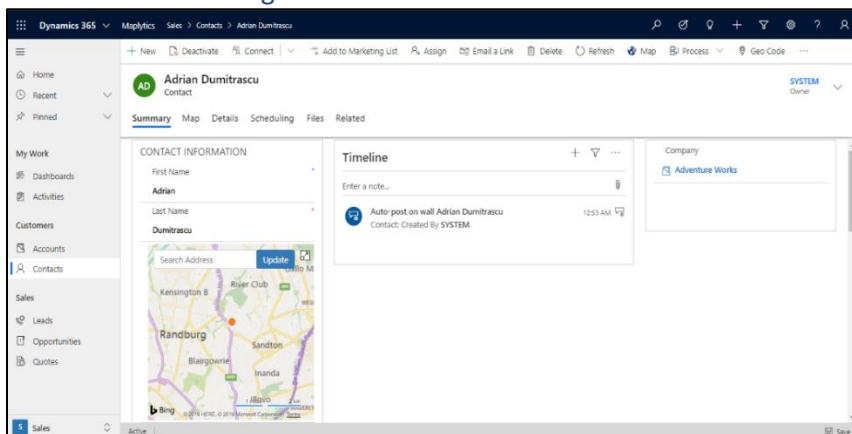 Dynamics 365
Maplytics Sales > Contacts > Adrian Dumitrascu
+ New Deactivate Connect Add to Marketing List Assign Email a Link Delete Refresh Map Process Geo Code ...
Home
Recent
Pinned
My Work
Dashboards
Activities
Customers
Accounts
Contacts
Sales
Leads
Opportunities
Quotes
S Sales
AD Adrian Dumitrascu
Contact
SYSTEM
Owner
Summary Map Details Scheduling Files Related
CONTACT INFORMATION
First Name *
Adrian
Last Name *
Dumitrascu
Search Address Update
Kensington B River Club
Randburg
Sandton
Blairgowrie
Inanda
Illovo
Bing
Timeline
Enter a note...
Auto-post on wall Adrian Dumitrascu 12:53 AM
Contact: Created By SYSTEM.
Company
Adventure Works
Active Save